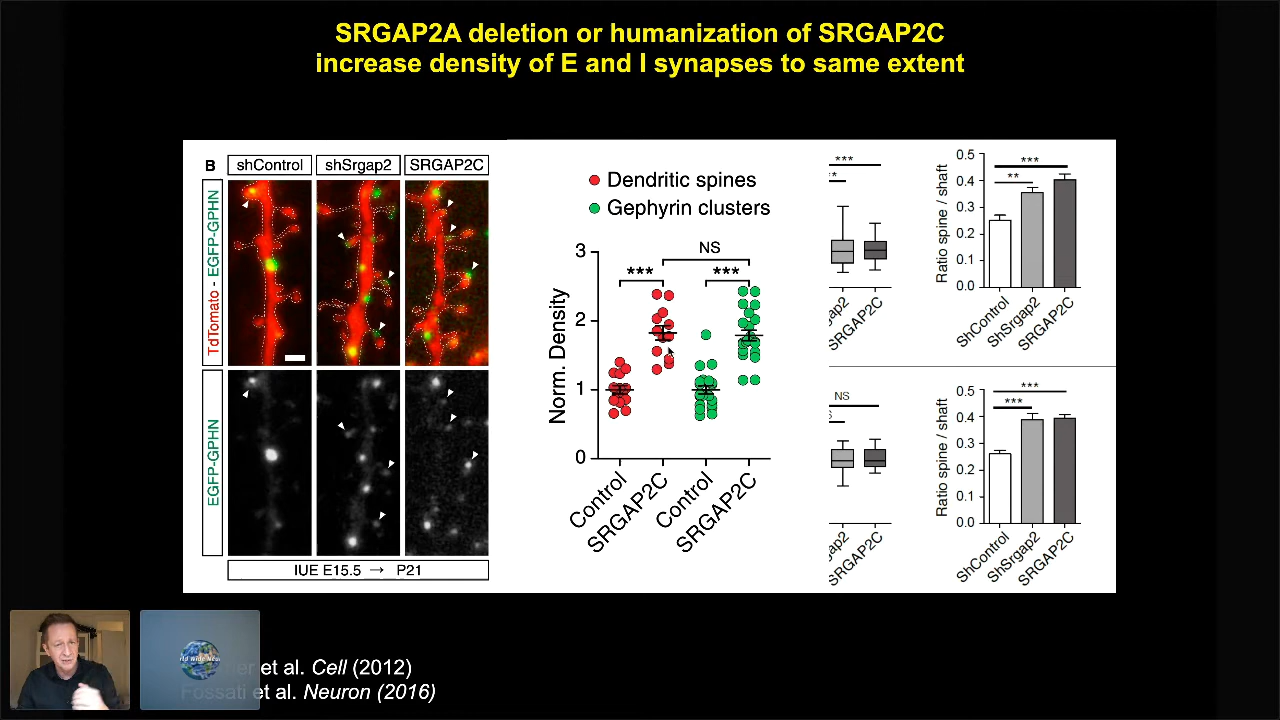 SRGAP2A deletion or humanization of SRGAP2C
increase density of E and I synapses to same extent
B
shControl
shSrgap2
SRGAP2C
TdTomato - EGFP-GPHN
EGFP-GPHN
IUE E15.5 → P21
Dendritic spines
Gephyrin clusters
NS
*** ***
Norm. Density
3
2
1
0
Control
SRGAP2C
Control
SRGAP2C
***
**
SRGAP2C
Ratio spine / shaft
0.5
0.4
0.3
0.2
0.1
0.0
***
**
ShControl
ShSrgap2
SRGAP2C
NS
SRGAP2C
Ratio spine / shaft
0.5
0.4
0.3
0.2
0.1
0.0
***
***
ShControl
ShSrgap2
SRGAP2C
et al. Cell (2012)
Fossati et al. Neuron (2016)